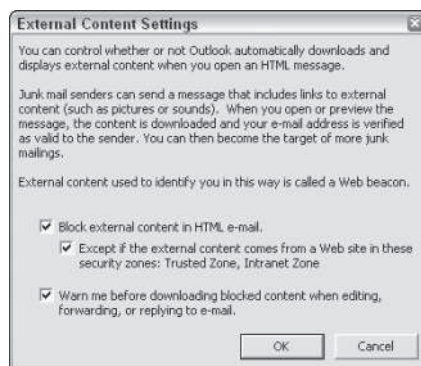 External Content Settings
You can control whether or not Outlook automatically downloads and
displays external content when you open an HTML message.
Junk mail senders can send a message that includes links to external
content (such as pictures or sounds).  When you open or preview the
message, the content is downloaded and your e-mail address is verified
as valid to the sender. You can then become the target of more junk
mailings.
External content used to identify you in this way is called a Web beacon.
Block external content in HTML e-mail.
Except if the external content comes from a Web site in these
security zones: Trusted Zone, Intranet Zone
Warn me before downloading blocked content when editing,
forwarding, or replying to e-mail.
OK Cancel